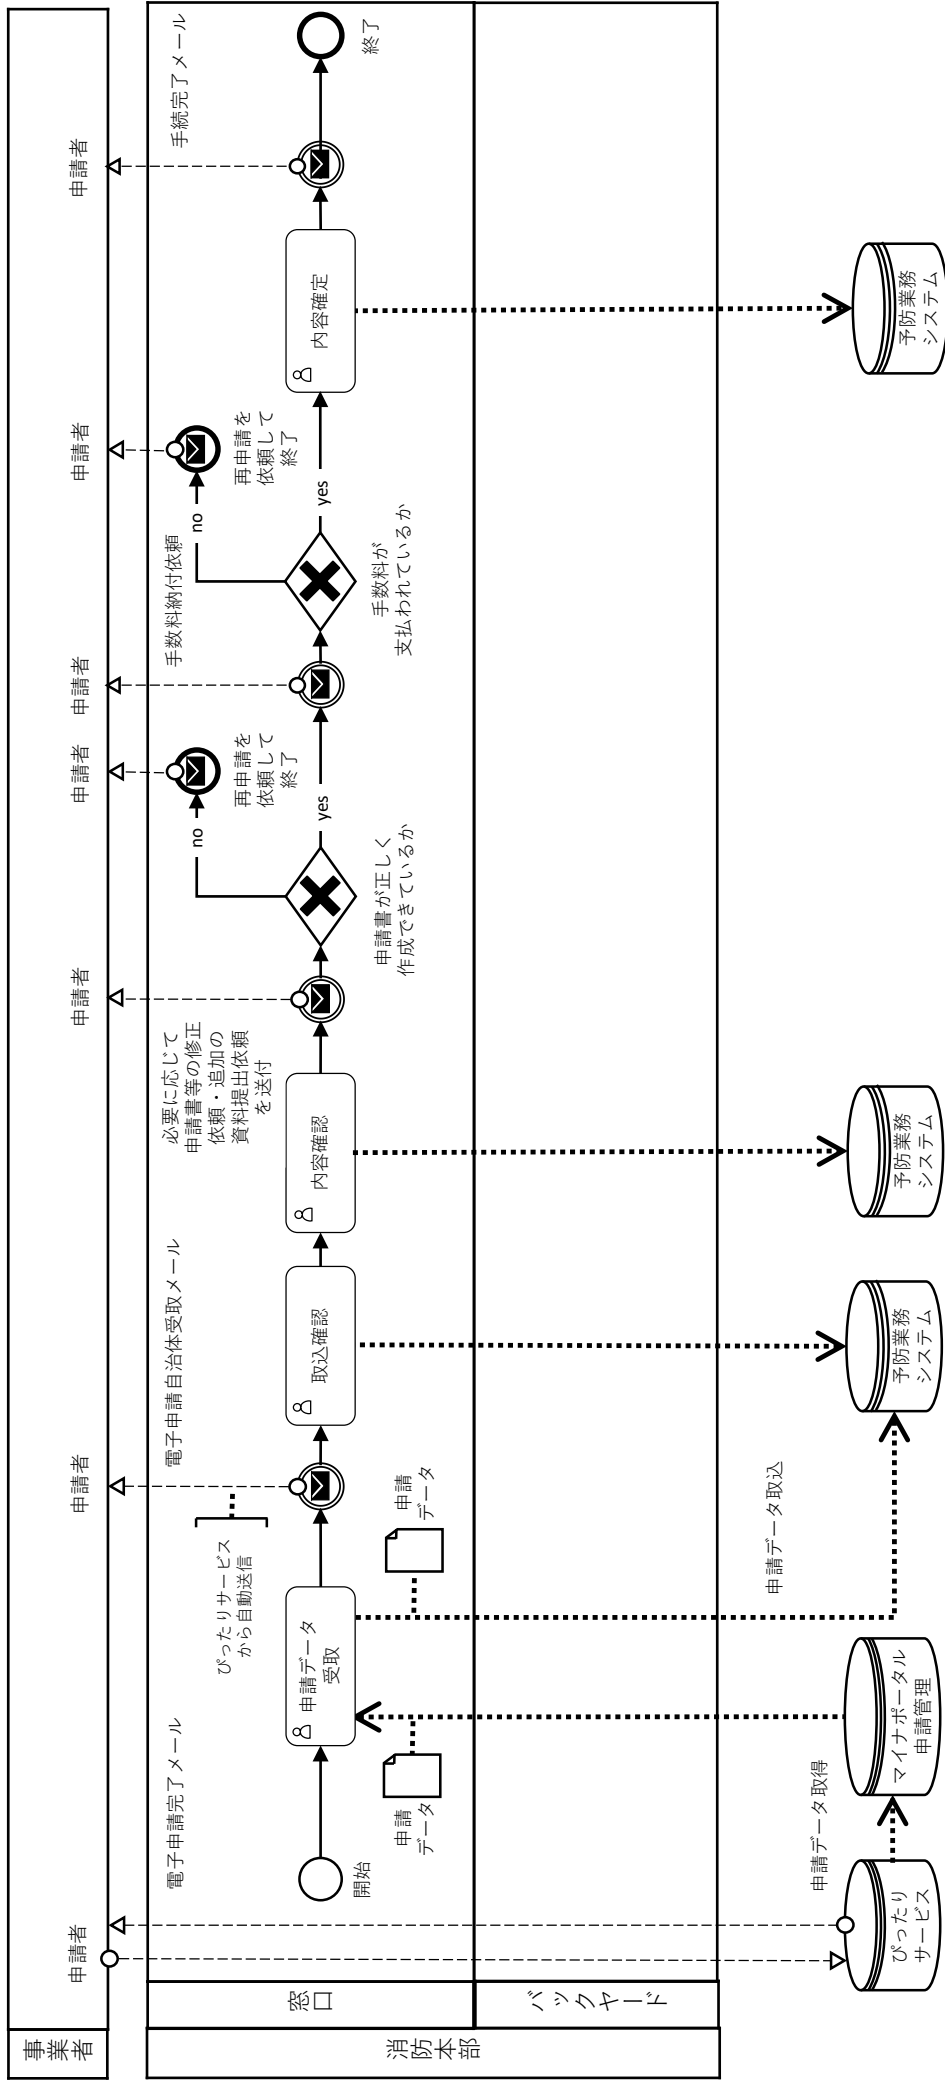 事業者
消防本部
窓口
バックヤード
申請者
申請者
申請者
申請者
申請者
申請者
申請者
電子申請完了メール
ぴったりサービス
から自動送信
電子申請自治体受取メール
必要に応じて
申請書等の修正
依頼・追加の
資料提出依頼
を送付
no
再申請を
依頼して
終了
手数料納付依頼
no
再申請を
依頼して
終了
手続完了メール
開始
申請データ
受取
取込確認
内容確認
yes
yes
内容確定
終了
申請書が正しく
作成できているか
手数料が
支払われているか
申請
データ
申請
データ
申請データ取得
申請データ取込
ぴったり
サービス
マイナポータル
申請管理
予防業務
システム
予防業務
システム
予防業務
システム